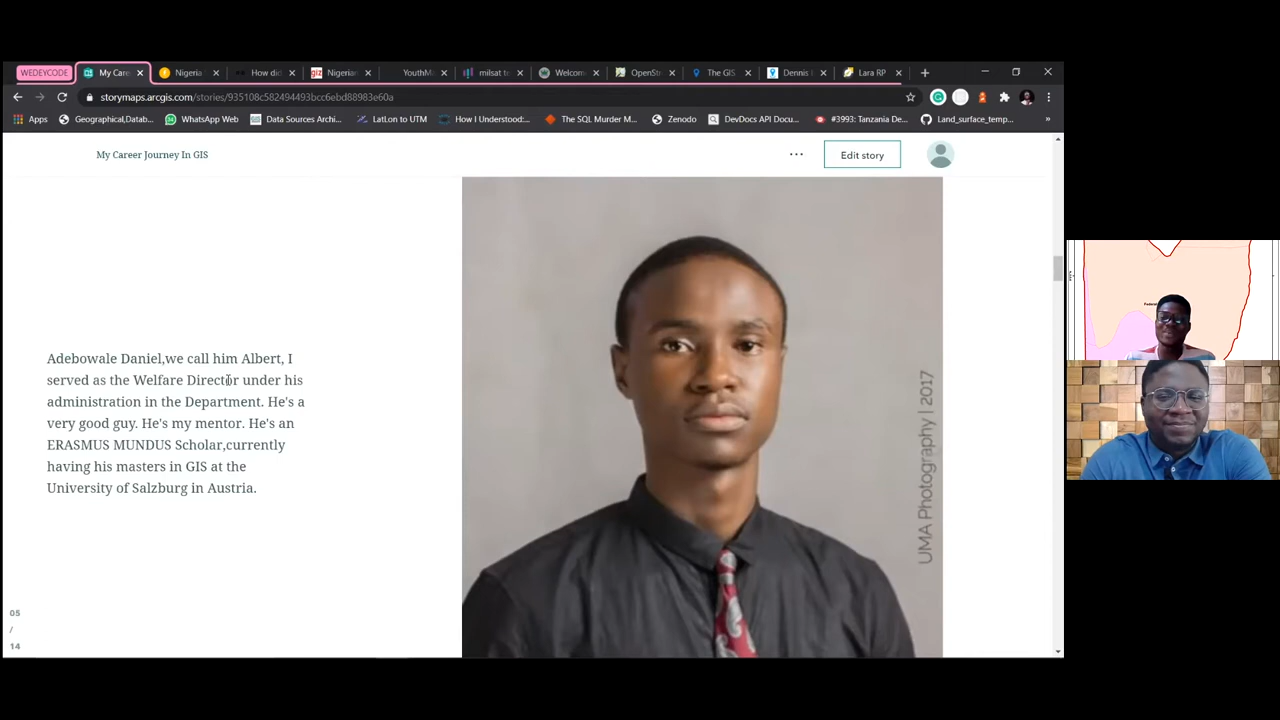 WEDEYCODE
My Care
Nigeria
How did
giz
Nigerian
YouthM
milsat te
Welcom
OpenStr
The GIS
Dennis
Lara RP
storymaps.arcgis.com/stories/935108c582494493bcc6ebd88983e60a
Apps
Geographical,Datab...
WhatsApp Web
Data Sources Archi...
LatLon to UTM
How I Understood:...
The SQL Murder M...
Zenodo
DevDocs API Docu...
#3993: Tanzania De...
Land_surface_temp...
»
My Career Journey In GIS
...
Edit story
Adebowale Daniel,we call him Albert, I
served as the Welfare Director under his
administration in the Department. He's a
very good guy. He's my mentor. He's an
ERASMUS MUNDUS Scholar,currently
having his masters in GIS at the
University of Salzburg in Austria.
UMA Photography | 2017
05
/
14